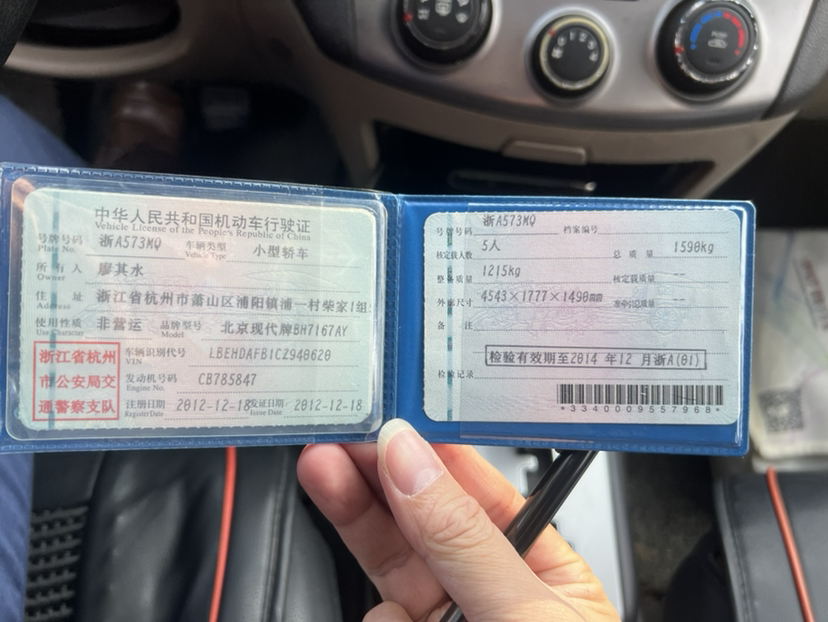 中华人民共和国机动车行驶证
Vehicle License of the People's Republic of China
号牌号码 浙A573MQ 车辆类型 小型轿车
Plate No. Vehicle Type
所有人 廖其水
Owner
住址 浙江省杭州市萧山区浦阳镇浦一村柴家1组
Address
使用性质 非营运 品牌型号 北京现代牌BH7167AY
Use Character Model
浙江省杭州
市公安局交
通警察支队
车辆识别代号 LBEHDAFB1CZ940620
VIN
发动机号码 CB785847
Engine No.
注册日期 2012-12-18 发证日期 2012-12-18
Register Date Issue Date
号牌号码 浙A573MQ 档案编号
核定载人数 5人 总质量 1590kg
整备质量 1215kg 核定载质量 --
外廓尺寸 4543×1777×1490 --
备注
检验记录 检验有效期至2014 年 12 月浙A(01)
*3340009557968*
PUSH